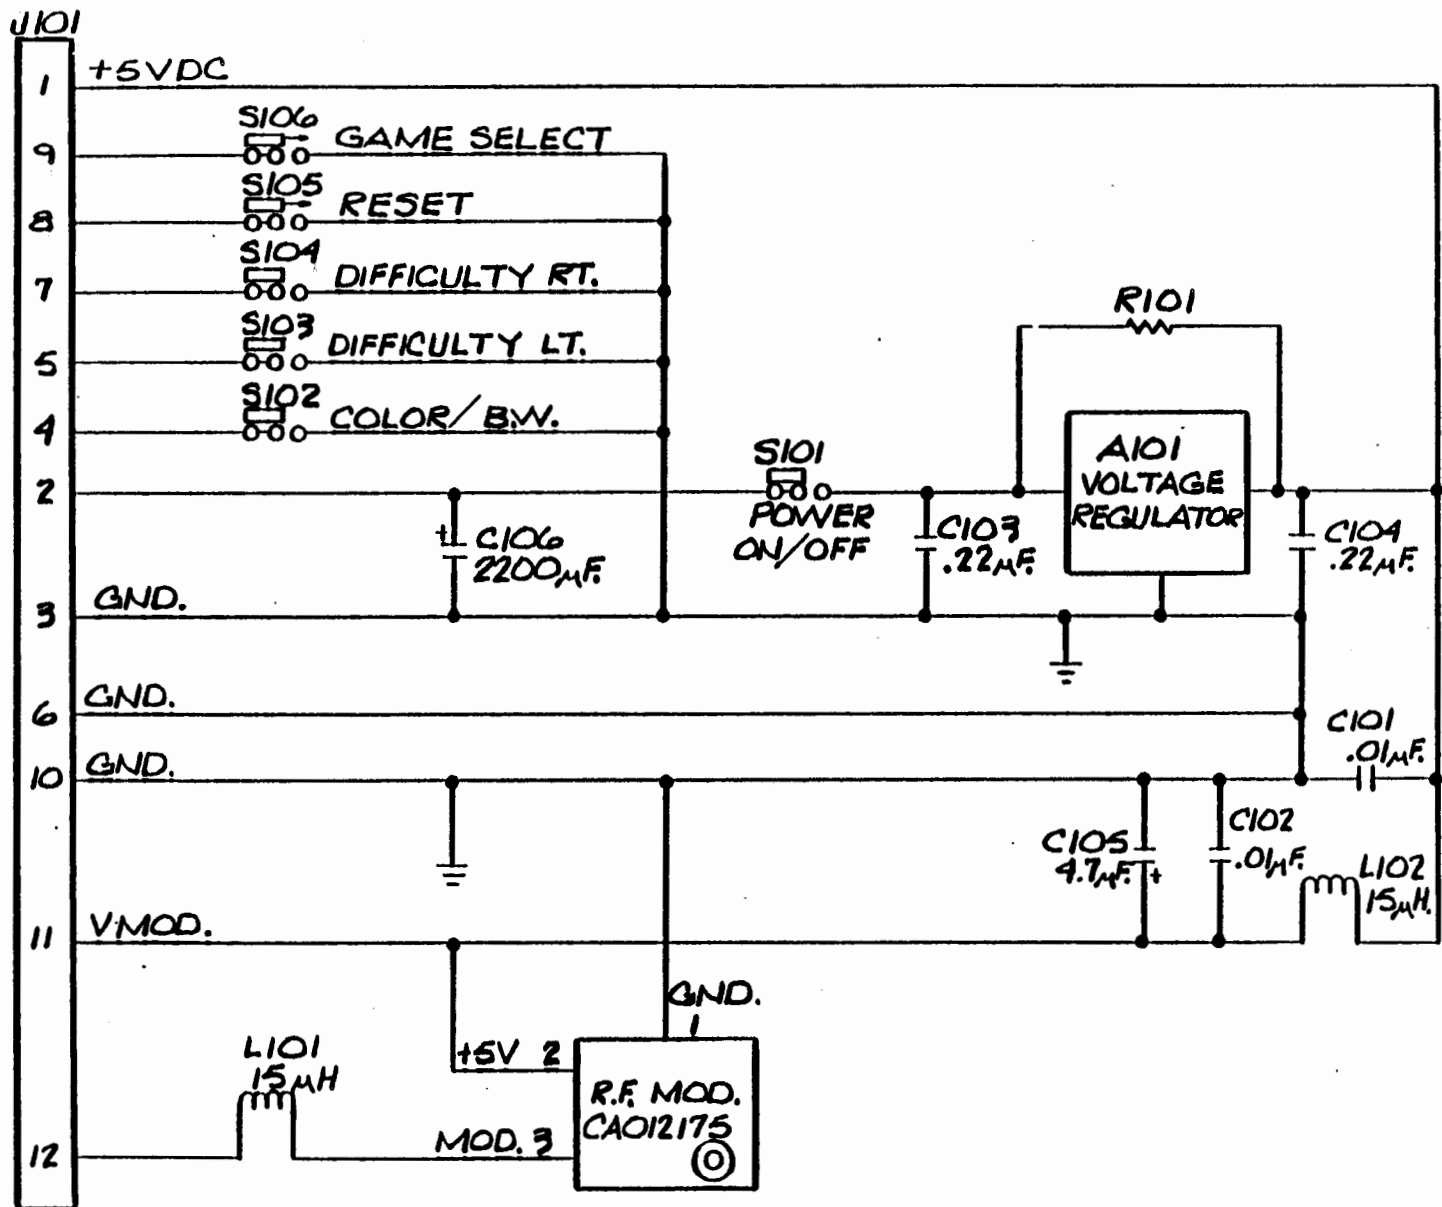 J101
1 +5VDC
S106
9 GAME SELECT
S105
8 RESET
S104
7 DIFFICULTY RT.
S103
5 DIFFICULTY LT.
S102
4 COLOR/B.W.
R101
2
S101
POWER
ON/OFF
A101
VOLTAGE
REGULATOR
+ C106
2200µF.
C103
.22µF.
C104
.22µF.
3 GND.
6 GND.
C101
.01µF.
10 GND.
C105
4.7µF. +
C102
.01µF.
L102
15µH.
11 VMOD.
GND.
1
+5V 2
L101
15µH
R.F. MOD.
CA012175
12 MOD. 3